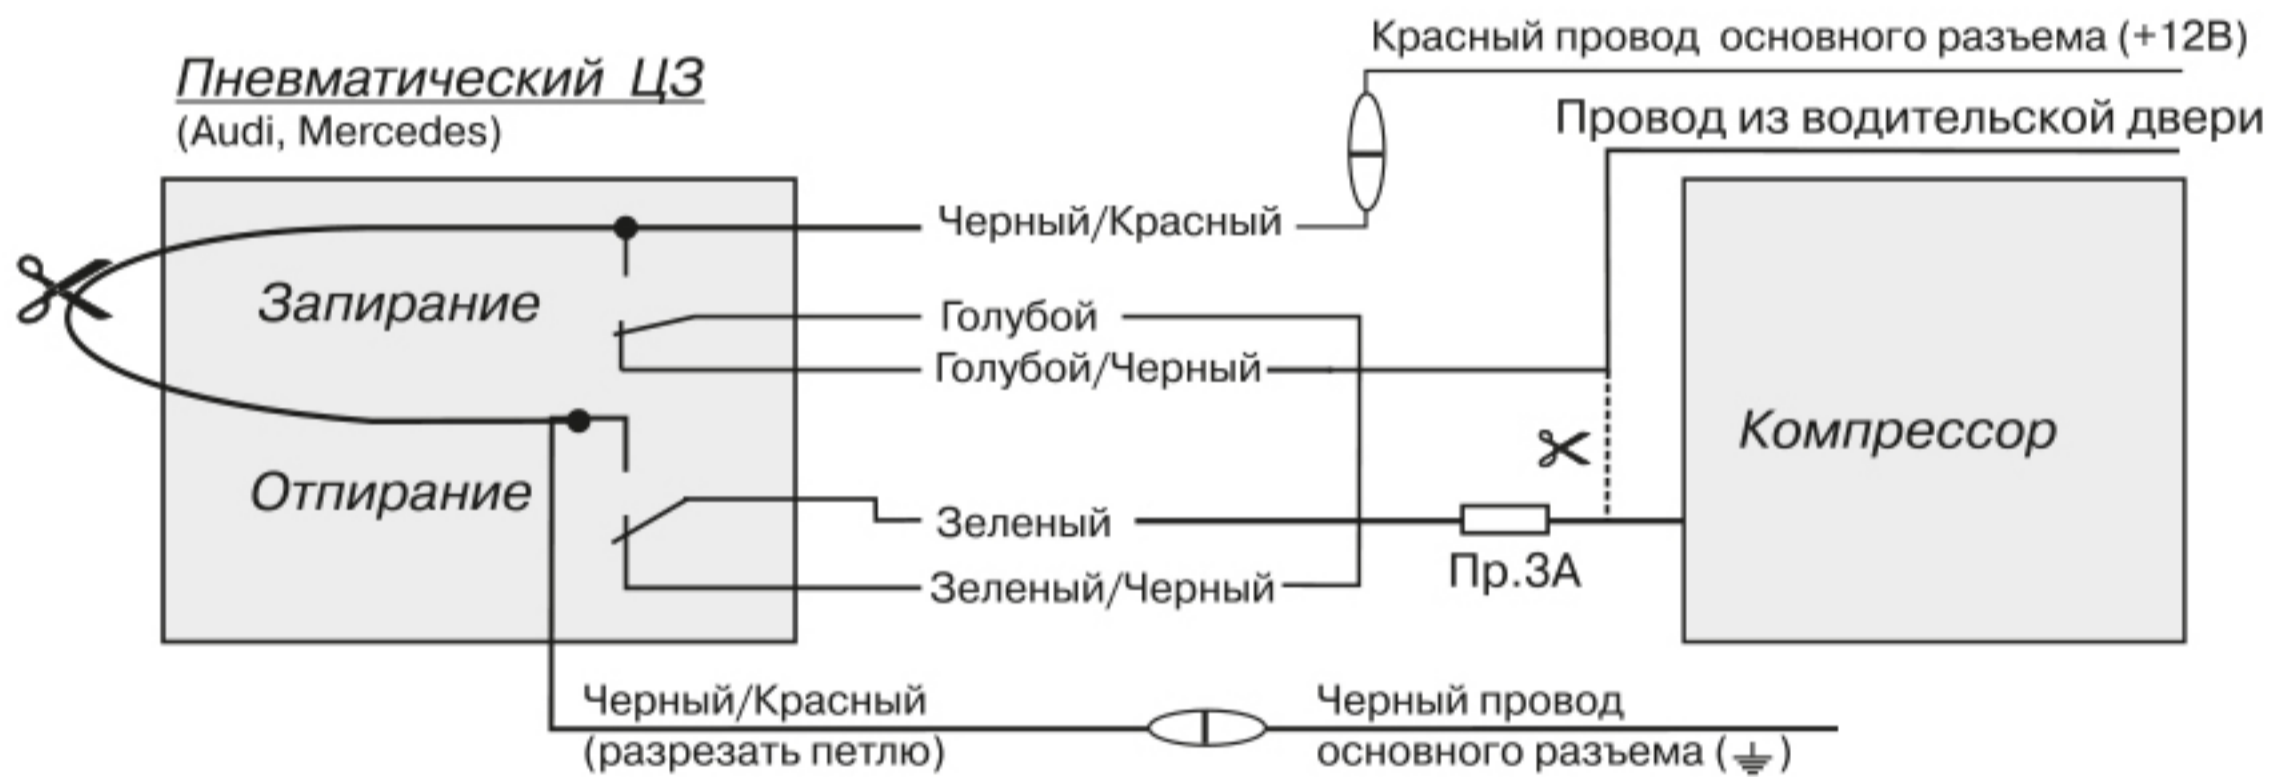 Красный провод основного разъема (+12В)
Пневматический ЦЗ
(Audi, Mercedes)
Провод из водительской двери
Черный/Красный
Запирание
Голубой
Голубой/Черный
Компрессор
Отпирание
Зеленый
Пр.3А
Зеленый/Черный
Черный/Красный
(разрезать петлю)
Черный провод
основного разъема (⏚)